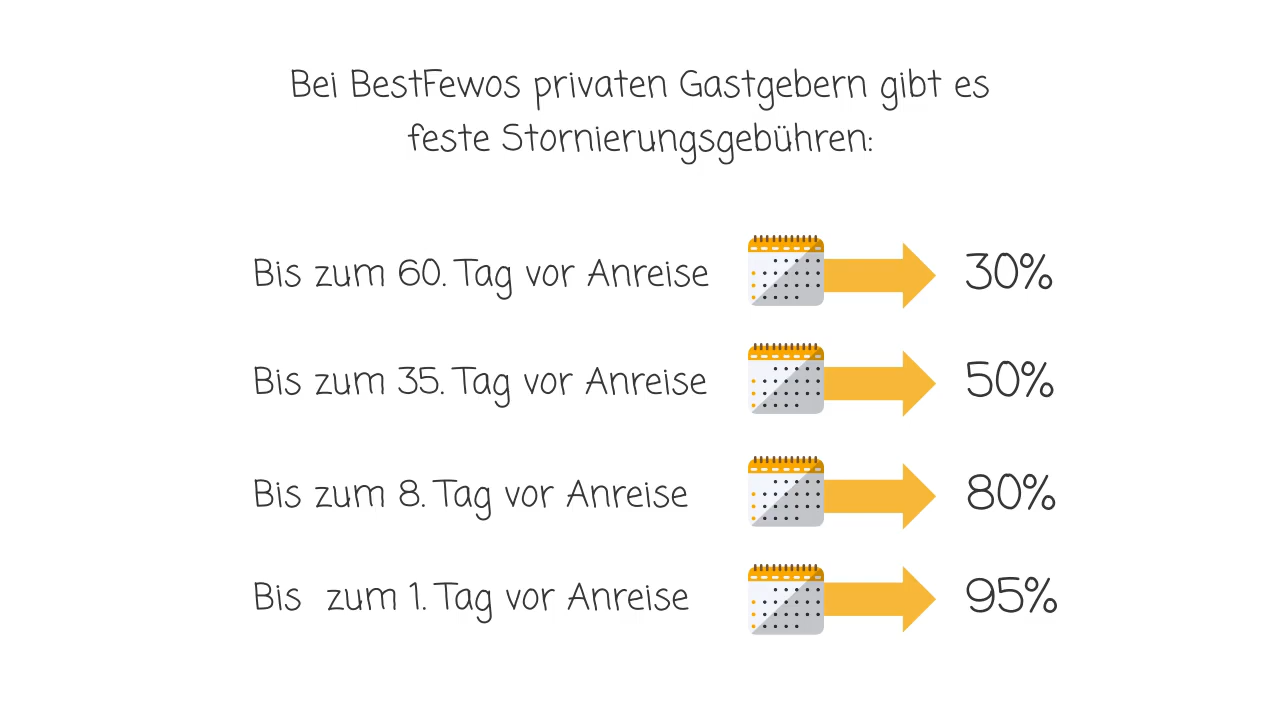 Bei BestFewos privaten Gastgebern gibt es
feste Stornierungsgebühren:
Bis zum 60. Tag vor Anreise 30%
Bis zum 35. Tag vor Anreise 50%
Bis zum 8. Tag vor Anreise 80%
Bis zum 1. Tag vor Anreise 95%